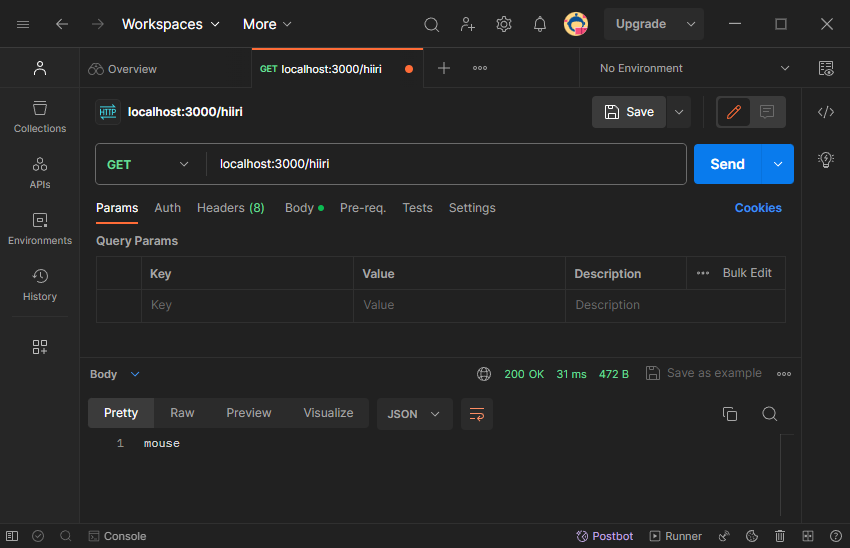 Workspaces More Upgrade
Overview GET localhost:3000/hiiri No Environment
HTTP localhost:3000/hiiri Save
Collections
GET localhost:3000/hiiri Send
APIs
Params Auth Headers (8) Body Pre-req. Tests Settings Cookies
Environments
Query Params
Key Value Description Bulk Edit
History
Key Value Description
Body 200 OK 31 ms 472 B Save as example
Pretty Raw Preview Visualize JSON
1 mouse
Console Postbot Runner